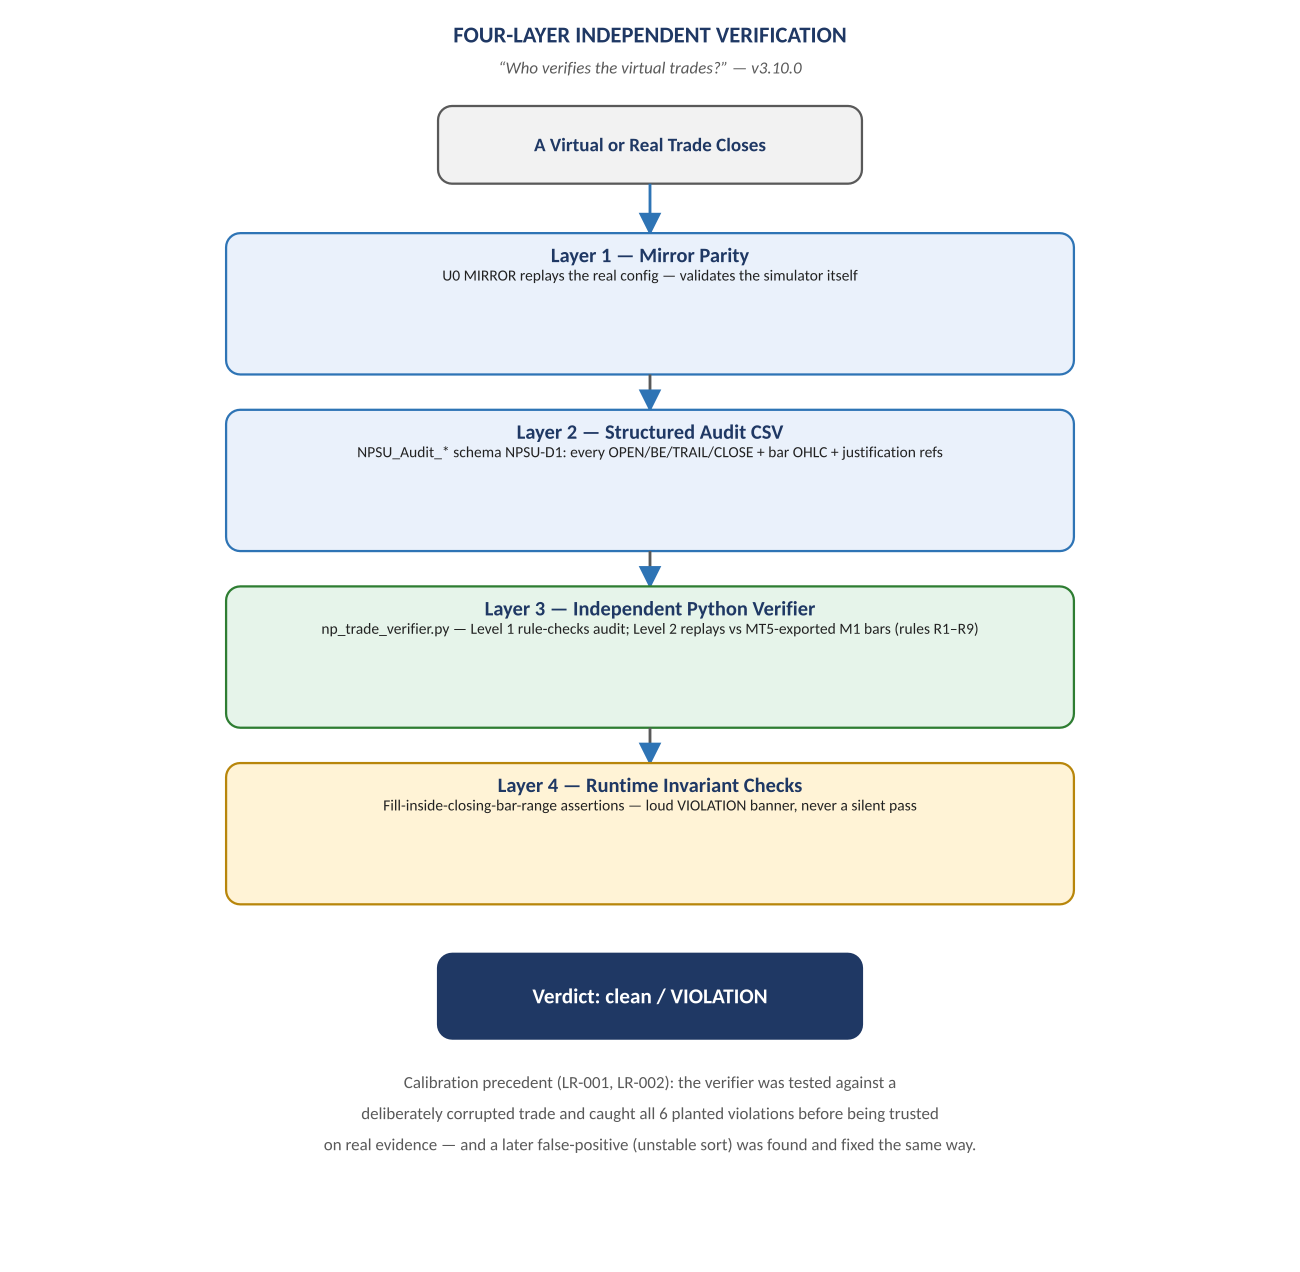 FOUR-LAYER INDEPENDENT VERIFICATION
“Who verifies the virtual trades?” — v3.10.0
A Virtual or Real Trade Closes
Layer 1 — Mirror Parity
U0 MIRROR replays the real config — validates the simulator itself
Layer 2 — Structured Audit CSV
NPSU_Audit_* schema NPSU-D1: every OPEN/BE/TRAIL/CLOSE + bar OHLC + justification refs
Layer 3 — Independent Python Verifier
np_trade_verifier.py — Level 1 rule-checks audit; Level 2 replays vs MT5-exported M1 bars (rules R1–R9)
Layer 4 — Runtime Invariant Checks
Fill-inside-closing-bar-range assertions — loud VIOLATION banner, never a silent pass
Verdict: clean / VIOLATION
Calibration precedent (LR-001, LR-002): the verifier was tested against a
deliberately corrupted trade and caught all 6 planted violations before being trusted
on real evidence — and a later false-positive (unstable sort) was found and fixed the same way.